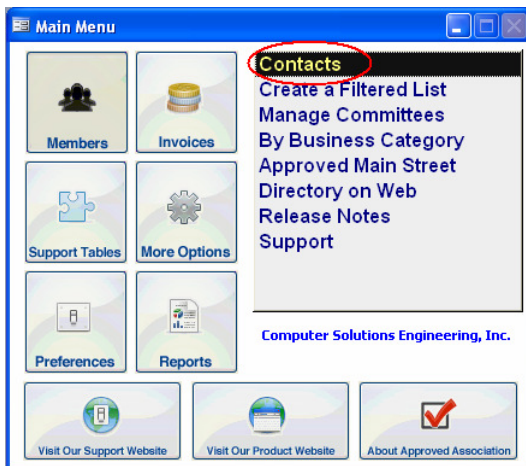 Main Menu
Contacts
Create a Filtered List
Manage Committees
By Business Category
Approved Main Street
Directory on Web
Release Notes
Support
Members
Invoices
Support Tables
More Options
Preferences
Reports
Computer Solutions Engineering, Inc.
Visit Our Support Website
Visit Our Product Website
About Approved Association